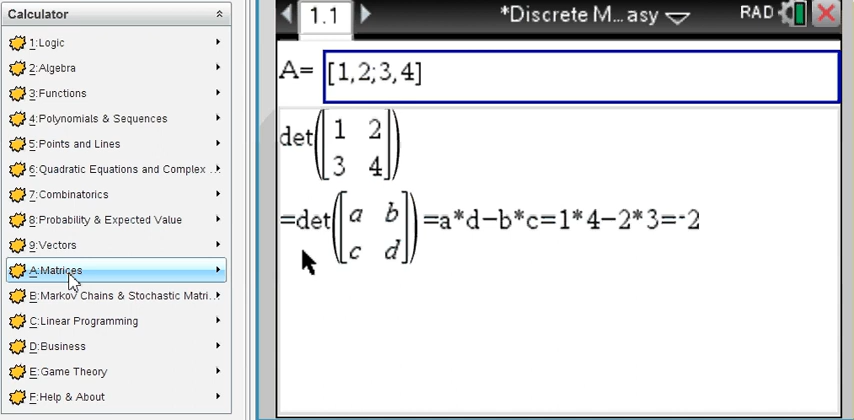 Calculator
1:Logic
2:Algebra
3:Functions
4:Polynomials & Sequences
5:Points and Lines
6:Quadratic Equations and Complex ...
7:Combinatorics
8:Probability & Expected Value
9:Vectors
A:Matrices
B:Markov Chains & Stochastic Matri...
C:Linear Programming
D:Business
E:Game Theory
F:Help & About
1.1 *Discrete M...asy RAD
A= [1,2;3,4]
det([1 2
3 4])
=det([a b
c d])=a*d−b*c=1*4−2*3=-2